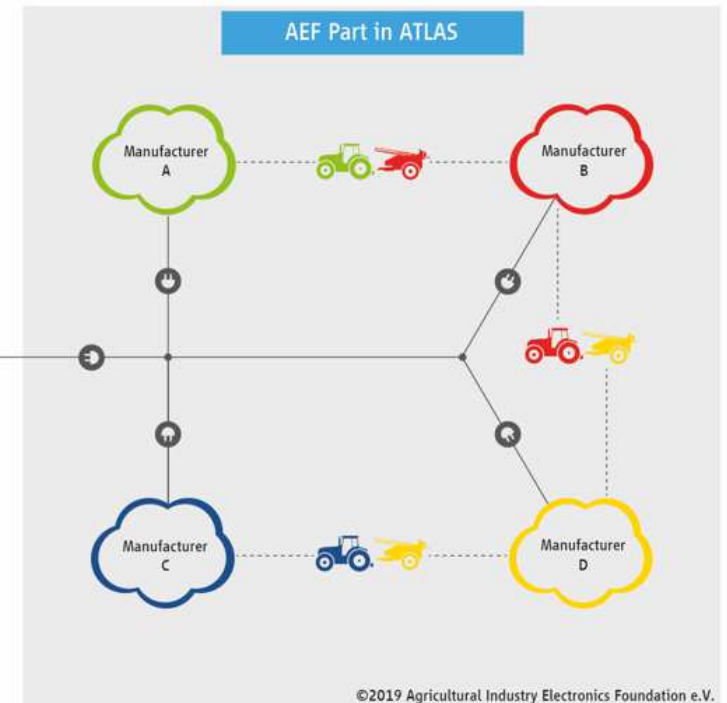 AEF Part in ATLAS
Manufacturer
A
Manufacturer
B
Manufacturer
C
Manufacturer
D
©2019 Agricultural Industry Electronics Foundation e.V.